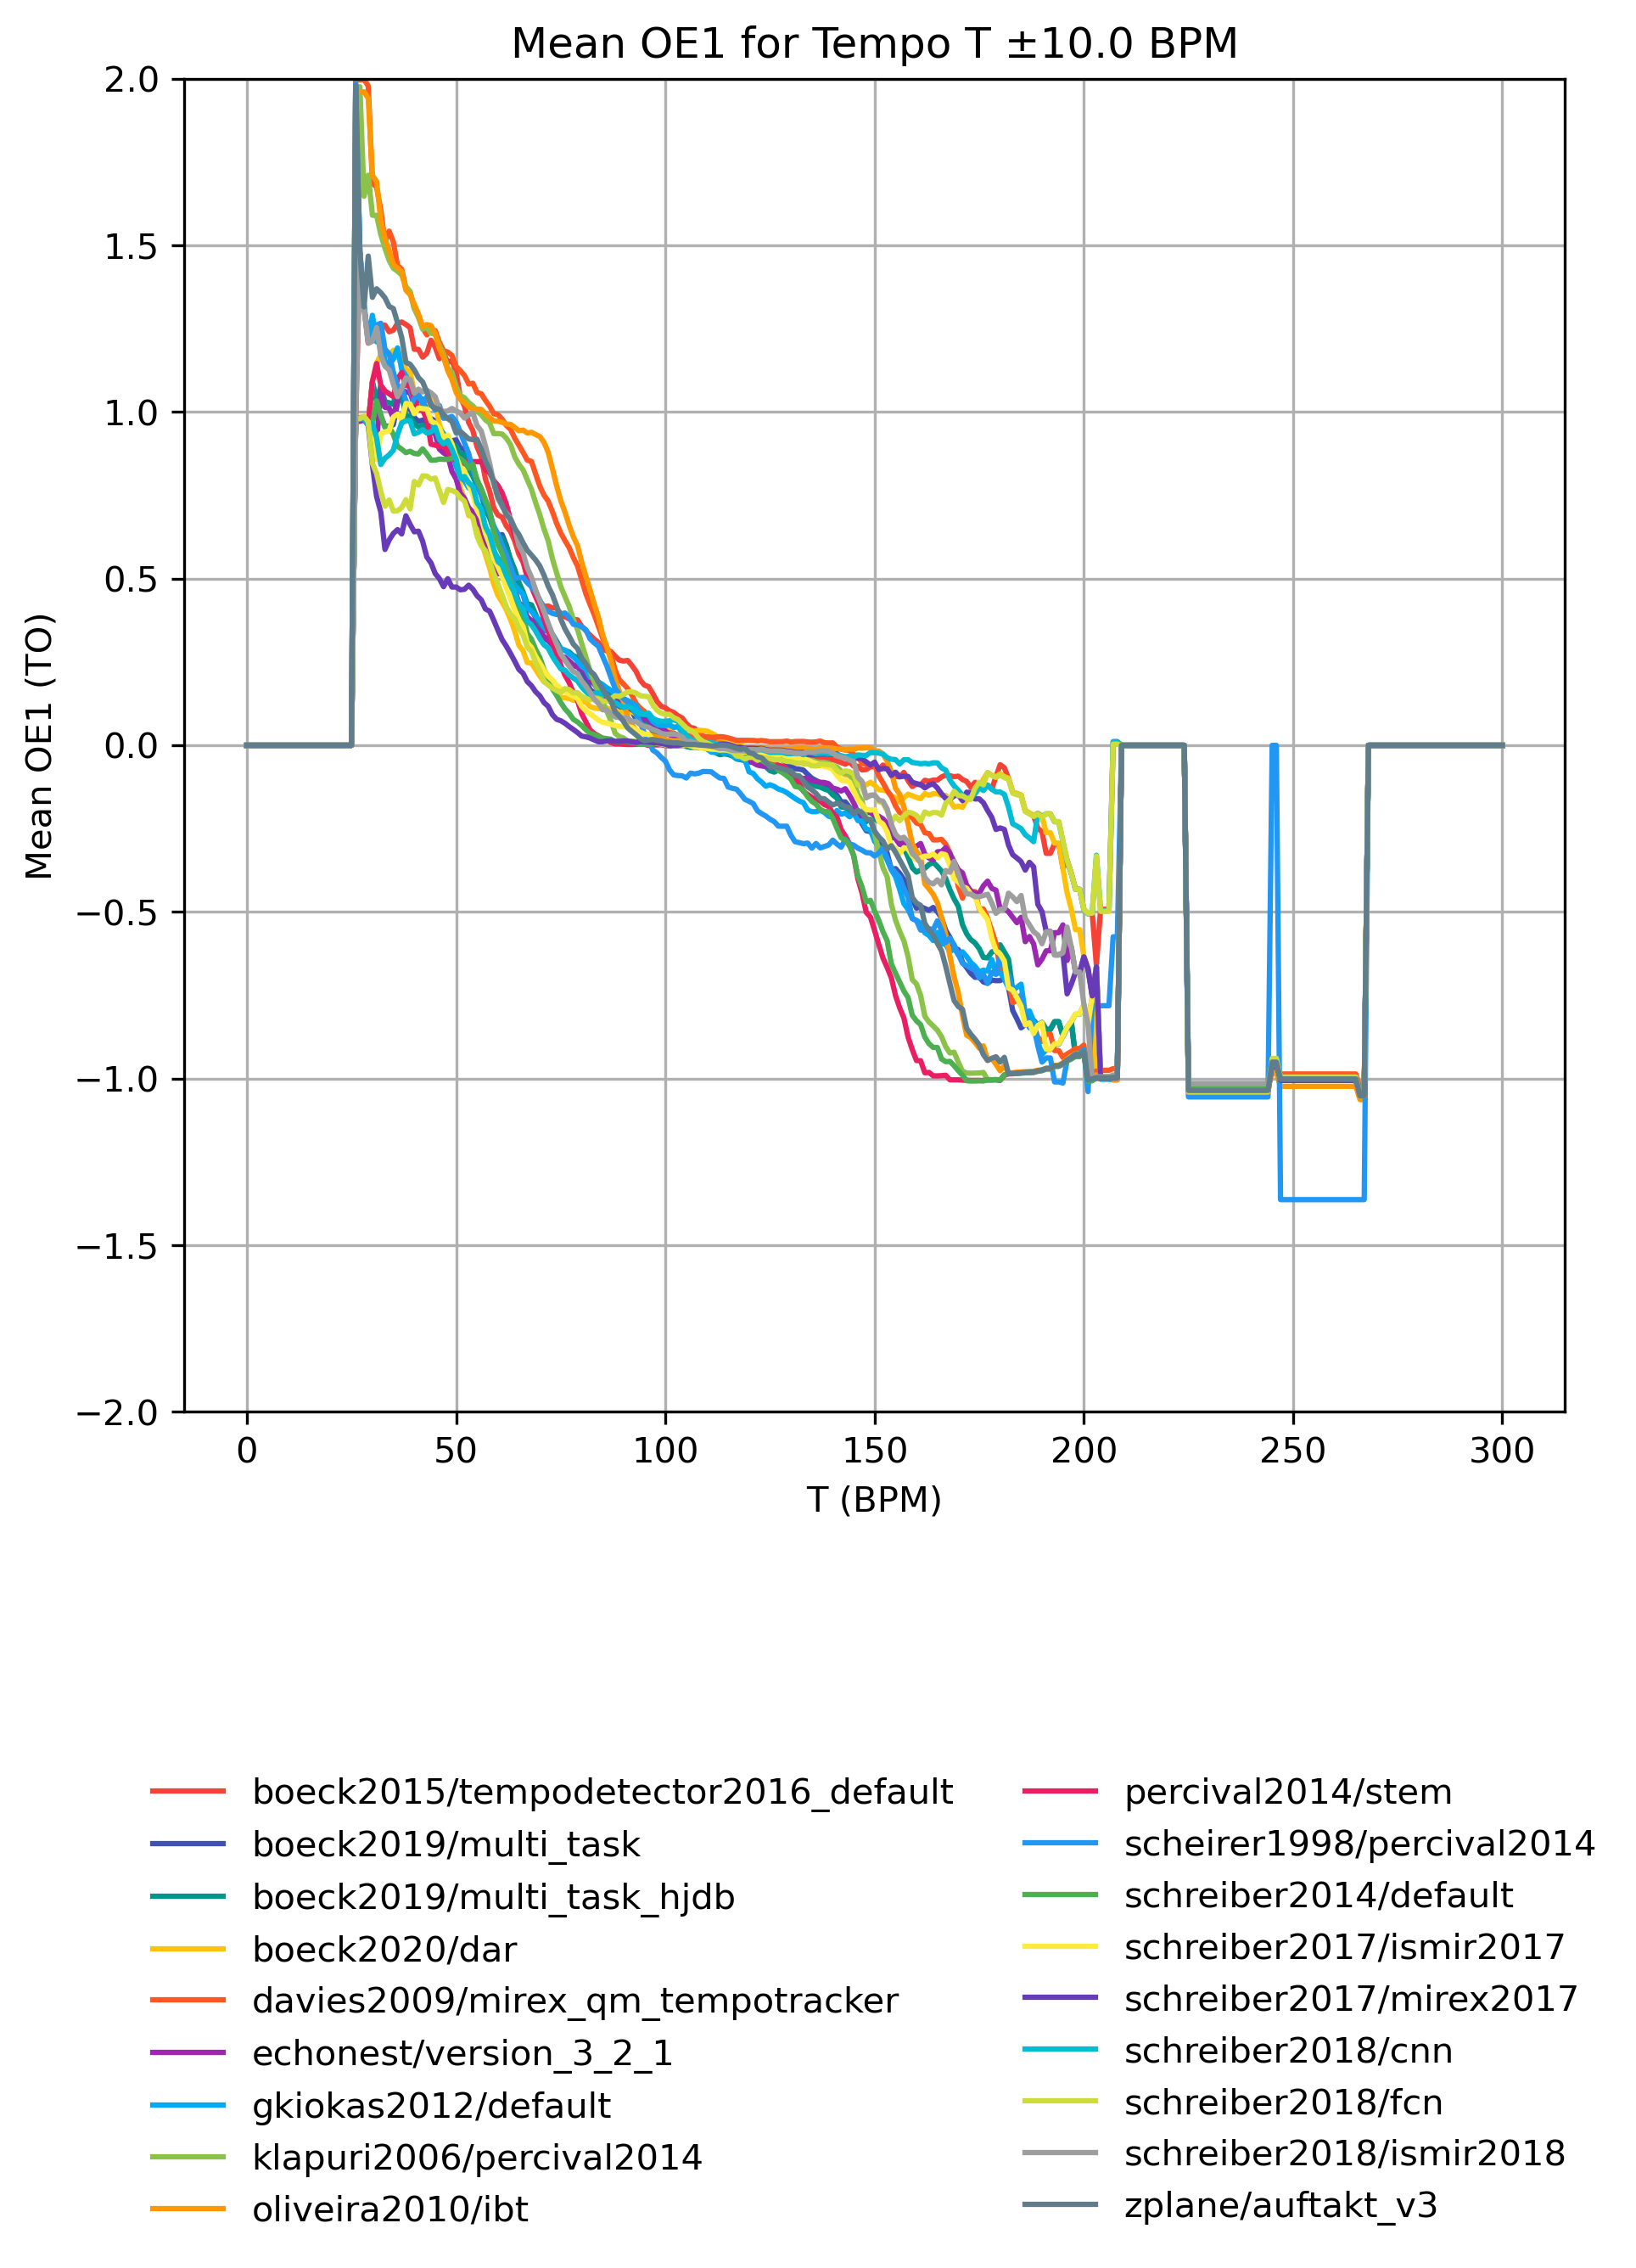 Mean OE1 for Tempo T ±10.0 BPM
2.0
1.5
1.0
0.5
0.0
−0.5
−1.0
−1.5
−2.0
Mean OE1 (TO)
0 50 100 150 200 250 300
T (BPM)
boeck2015/tempodetector2016_default
boeck2019/multi_task
boeck2019/multi_task_hjdb
boeck2020/dar
davies2009/mirex_qm_tempotracker
echonest/version_3_2_1
gkiokas2012/default
klapuri2006/percival2014
oliveira2010/ibt
percival2014/stem
scheirer1998/percival2014
schreiber2014/default
schreiber2017/ismir2017
schreiber2017/mirex2017
schreiber2018/cnn
schreiber2018/fcn
schreiber2018/ismir2018
zplane/auftakt_v3